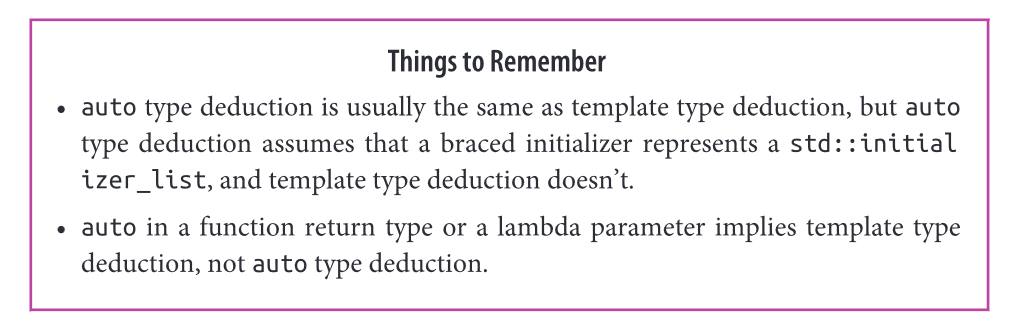 Things to Remember
• auto type deduction is usually the same as template type deduction, but auto
type deduction assumes that a braced initializer represents a std::initial
izer_list, and template type deduction doesn’t.
• auto in a function return type or a lambda parameter implies template type
deduction, not auto type deduction.